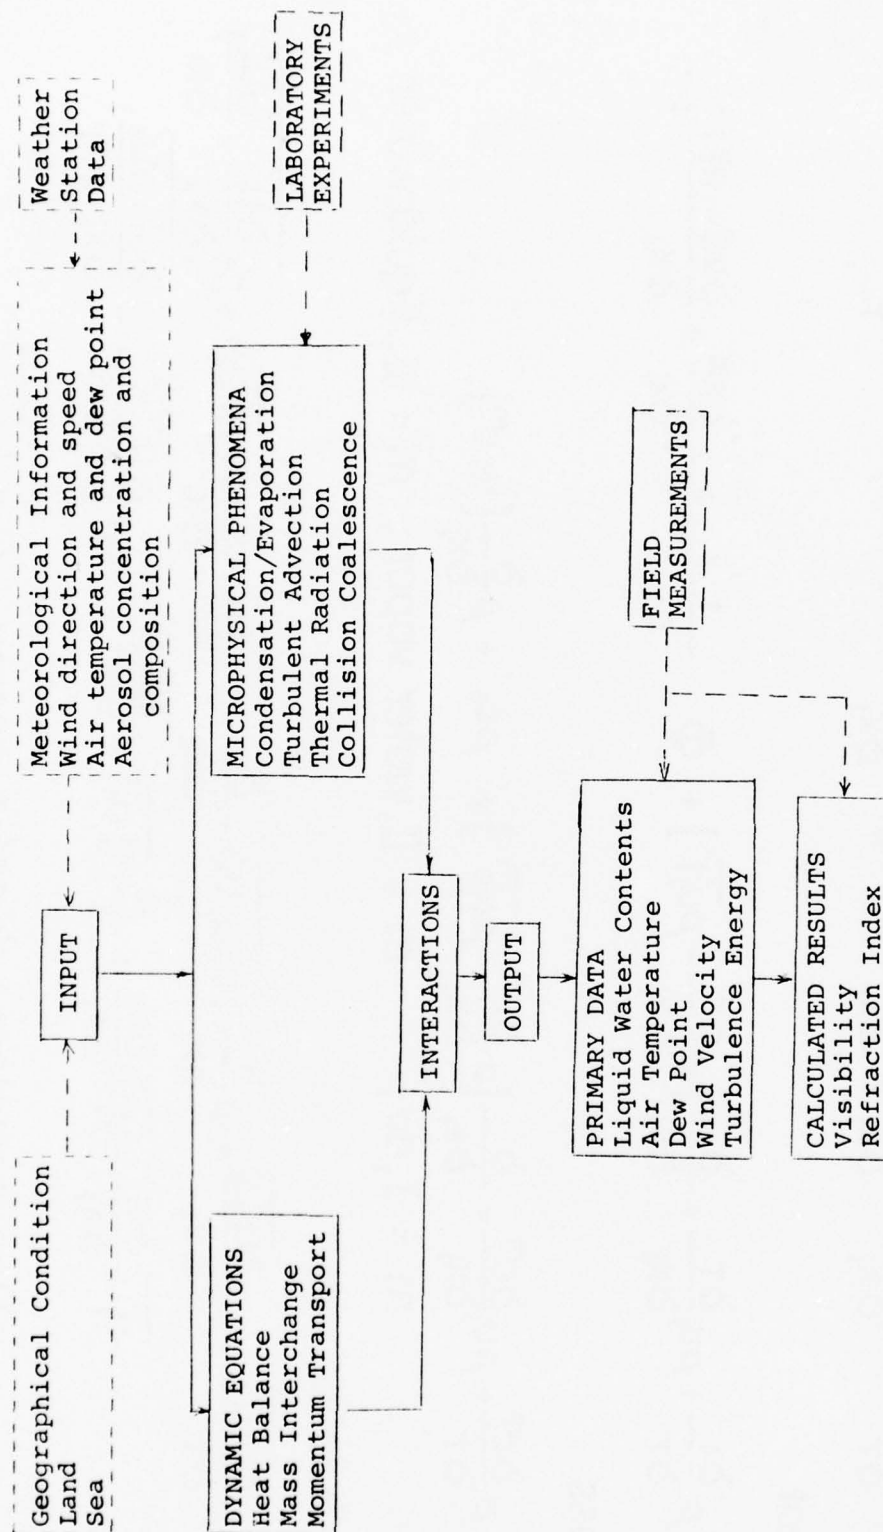 Geographical Condition
Land
Sea
INPUT
Meteorological Information
Wind direction and speed
Air temperature and dew point
Aerosol concentration and
composition
Weather
Station
Data
DYNAMIC EQUATIONS
Heat Balance
Mass Interchange
Momentum Transport
MICROPHYSICAL PHENOMENA
Condensation/Evaporation
Turbulent Advection
Thermal Radiation
Collision Coalescence
LABORATORY
EXPERIMENTS
INTERACTIONS
OUTPUT
PRIMARY DATA
Liquid Water Contents
Air Temperature
Dew Point
Wind Velocity
Turbulence Energy
FIELD
MEASUREMENTS
CALCULATED RESULTS
Visibility
Refraction Index